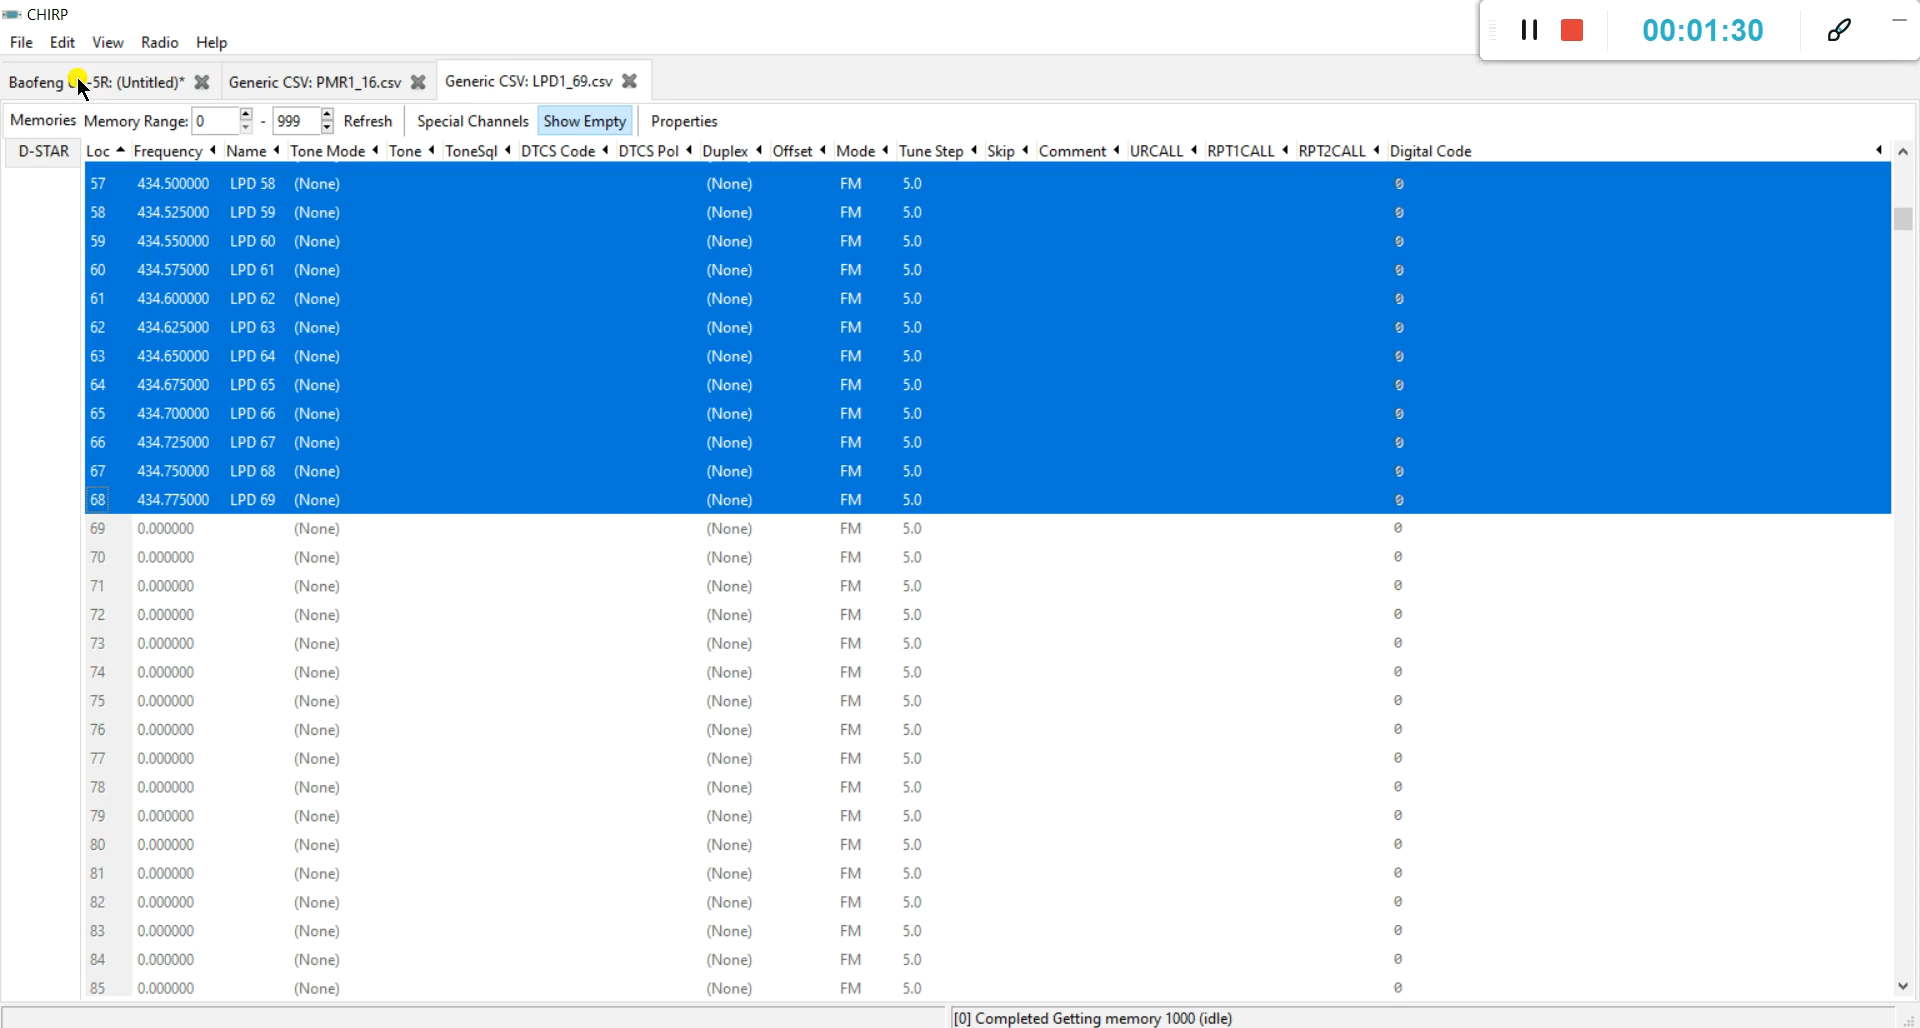 CHIRP
00:01:30
File Edit View Radio Help
Baofeng -5R: (Untitled)* Generic CSV: PMR1_16.csv Generic CSV: LPD1_69.csv
Memories Memory Range: 0 - 999 Refresh Special Channels Show Empty Properties
D-STAR Loc Frequency Name Tone Mode Tone ToneSql DTCS Code DTCS Pol Duplex Offset Mode Tune Step Skip Comment URCALL RPT1CALL RPT2CALL Digital Code
57 434.500000 LPD 58 (None) (None) FM 5.0 0
58 434.525000 LPD 59 (None) (None) FM 5.0 0
59 434.550000 LPD 60 (None) (None) FM 5.0 0
60 434.575000 LPD 61 (None) (None) FM 5.0 0
61 434.600000 LPD 62 (None) (None) FM 5.0 0
62 434.625000 LPD 63 (None) (None) FM 5.0 0
63 434.650000 LPD 64 (None) (None) FM 5.0 0
64 434.675000 LPD 65 (None) (None) FM 5.0 0
65 434.700000 LPD 66 (None) (None) FM 5.0 0
66 434.725000 LPD 67 (None) (None) FM 5.0 0
67 434.750000 LPD 68 (None) (None) FM 5.0 0
68 434.775000 LPD 69 (None) (None) FM 5.0 0
69 0.000000 (None) (None) FM 5.0 0
70 0.000000 (None) (None) FM 5.0 0
71 0.000000 (None) (None) FM 5.0 0
72 0.000000 (None) (None) FM 5.0 0
73 0.000000 (None) (None) FM 5.0 0
74 0.000000 (None) (None) FM 5.0 0
75 0.000000 (None) (None) FM 5.0 0
76 0.000000 (None) (None) FM 5.0 0
77 0.000000 (None) (None) FM 5.0 0
78 0.000000 (None) (None) FM 5.0 0
79 0.000000 (None) (None) FM 5.0 0
80 0.000000 (None) (None) FM 5.0 0
81 0.000000 (None) (None) FM 5.0 0
82 0.000000 (None) (None) FM 5.0 0
83 0.000000 (None) (None) FM 5.0 0
84 0.000000 (None) (None) FM 5.0 0
85 0.000000 (None) (None) FM 5.0 0
[0] Completed Getting memory 1000 (idle)